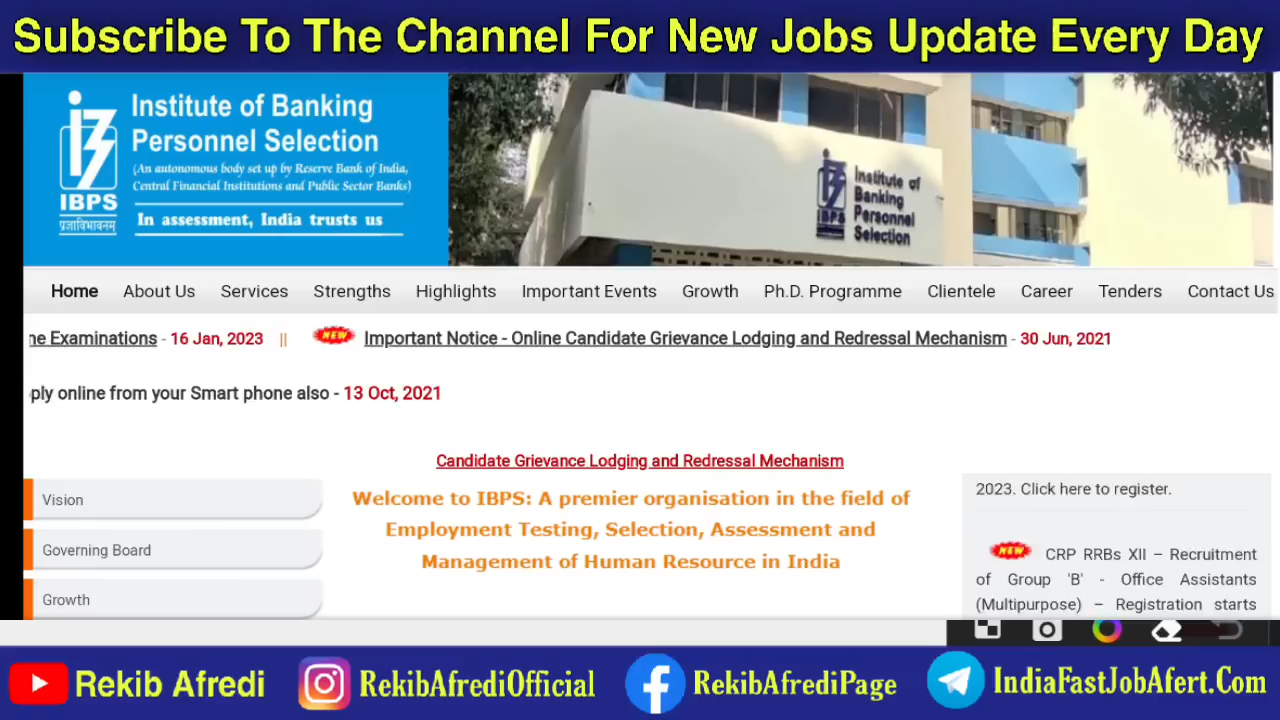 Subscribe To The Channel For New Jobs Update Every Day
Institute of Banking
Personnel Selection
(An autonomous body set up by Reserve Bank of India,
Central Financial Institutions and Public Sector Banks)
In assessment, India trusts us
IBPS
प्रज्ञाविभावनम्
Institute of
Banking
Personnel
Selection
IBPS
Home About Us Services Strengths Highlights Important Events Growth Ph.D. Programme Clientele Career Tenders Contact Us
ne Examinations - 16 Jan, 2023 || NEW Important Notice - Online Candidate Grievance Lodging and Redressal Mechanism - 30 Jun, 2021
ply online from your Smart phone also - 13 Oct, 2021
Candidate Grievance Lodging and Redressal Mechanism
Vision
Governing Board
Growth
Welcome to IBPS: A premier organisation in the field of
Employment Testing, Selection, Assessment and
Management of Human Resource in India
2023. Click here to register.
NEW CRP RRBs XII – Recruitment
of Group 'B' - Office Assistants
(Multipurpose) – Registration starts
Rekib Afredi RekibAfrediOfficial RekibAfrediPage IndiaFastJobAfert.Com